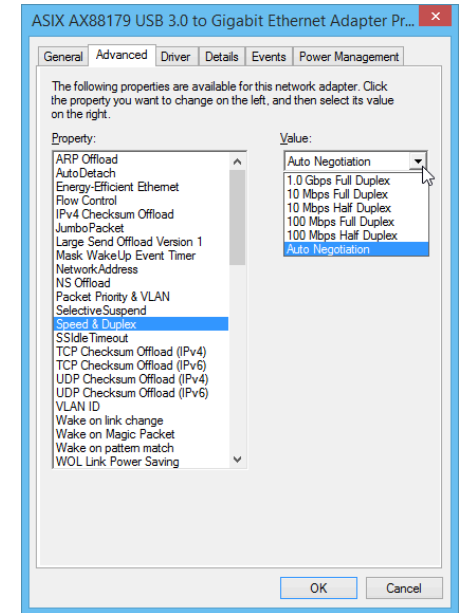 ASIX AX88179 USB 3.0 to Gigabit Ethernet Adapter Pr...
General Advanced Driver Details Events Power Management
The following properties are available for this network adapter. Click
the property you want to change on the left, and then select its value
on the right.
Property:
ARP Offload
AutoDetach
Energy-Efficient Ethernet
Flow Control
IPv4 Checksum Offload
JumboPacket
Large Send Offload Version 1
Mask WakeUp Event Timer
NetworkAddress
NS Offload
Packet Priority & VLAN
SelectiveSuspend
Speed & Duplex
SSIdleTimeout
TCP Checksum Offload (IPv4)
TCP Checksum Offload (IPv6)
UDP Checksum Offload (IPv4)
UDP Checksum Offload (IPv6)
VLAN ID
Wake on link change
Wake on Magic Packet
Wake on pattern match
WOL Link Power Saving
Value:
Auto Negotiation
1.0 Gbps Full Duplex
10 Mbps Full Duplex
10 Mbps Half Duplex
100 Mbps Full Duplex
100 Mbps Half Duplex
Auto Negotiation
OK Cancel